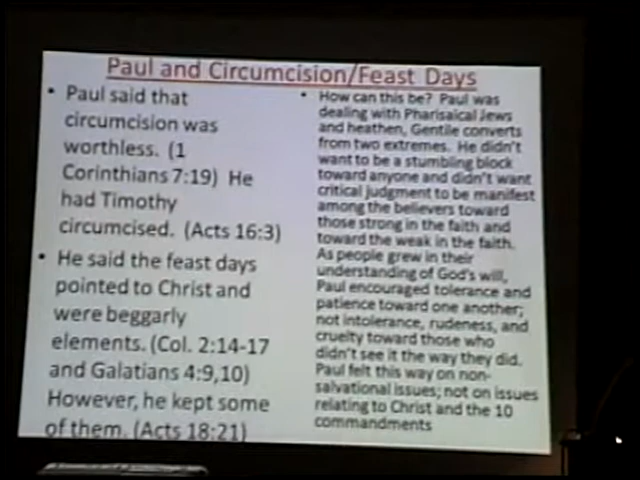 Paul and Circumcision/Feast Days
• Paul said that
circumcision was
worthless. (1
Corinthians 7:19) He
had Timothy
circumcised. (Acts 16:3)
• He said the feast days
pointed to Christ and
were beggarly
elements. (Col. 2:14-17
and Galatians 4:9,10)
However, he kept some
of them. (Acts 18:21)
• How can this be? Paul was
dealing with Pharisaical Jews
and heathen, Gentile converts
from two extremes. He didn't
want to be a stumbling block
toward anyone and didn't want
critical judgment to be manifest
among the believers toward
those strong in the faith and
toward the weak in the faith.
As people grew in their
understanding of God's will,
Paul encouraged tolerance and
patience toward one another;
not intolerance, rudeness, and
cruelty toward those who
didn't see it the way they did.
Paul felt this way on non-
salvational issues; not on issues
relating to Christ and the 10
commandments